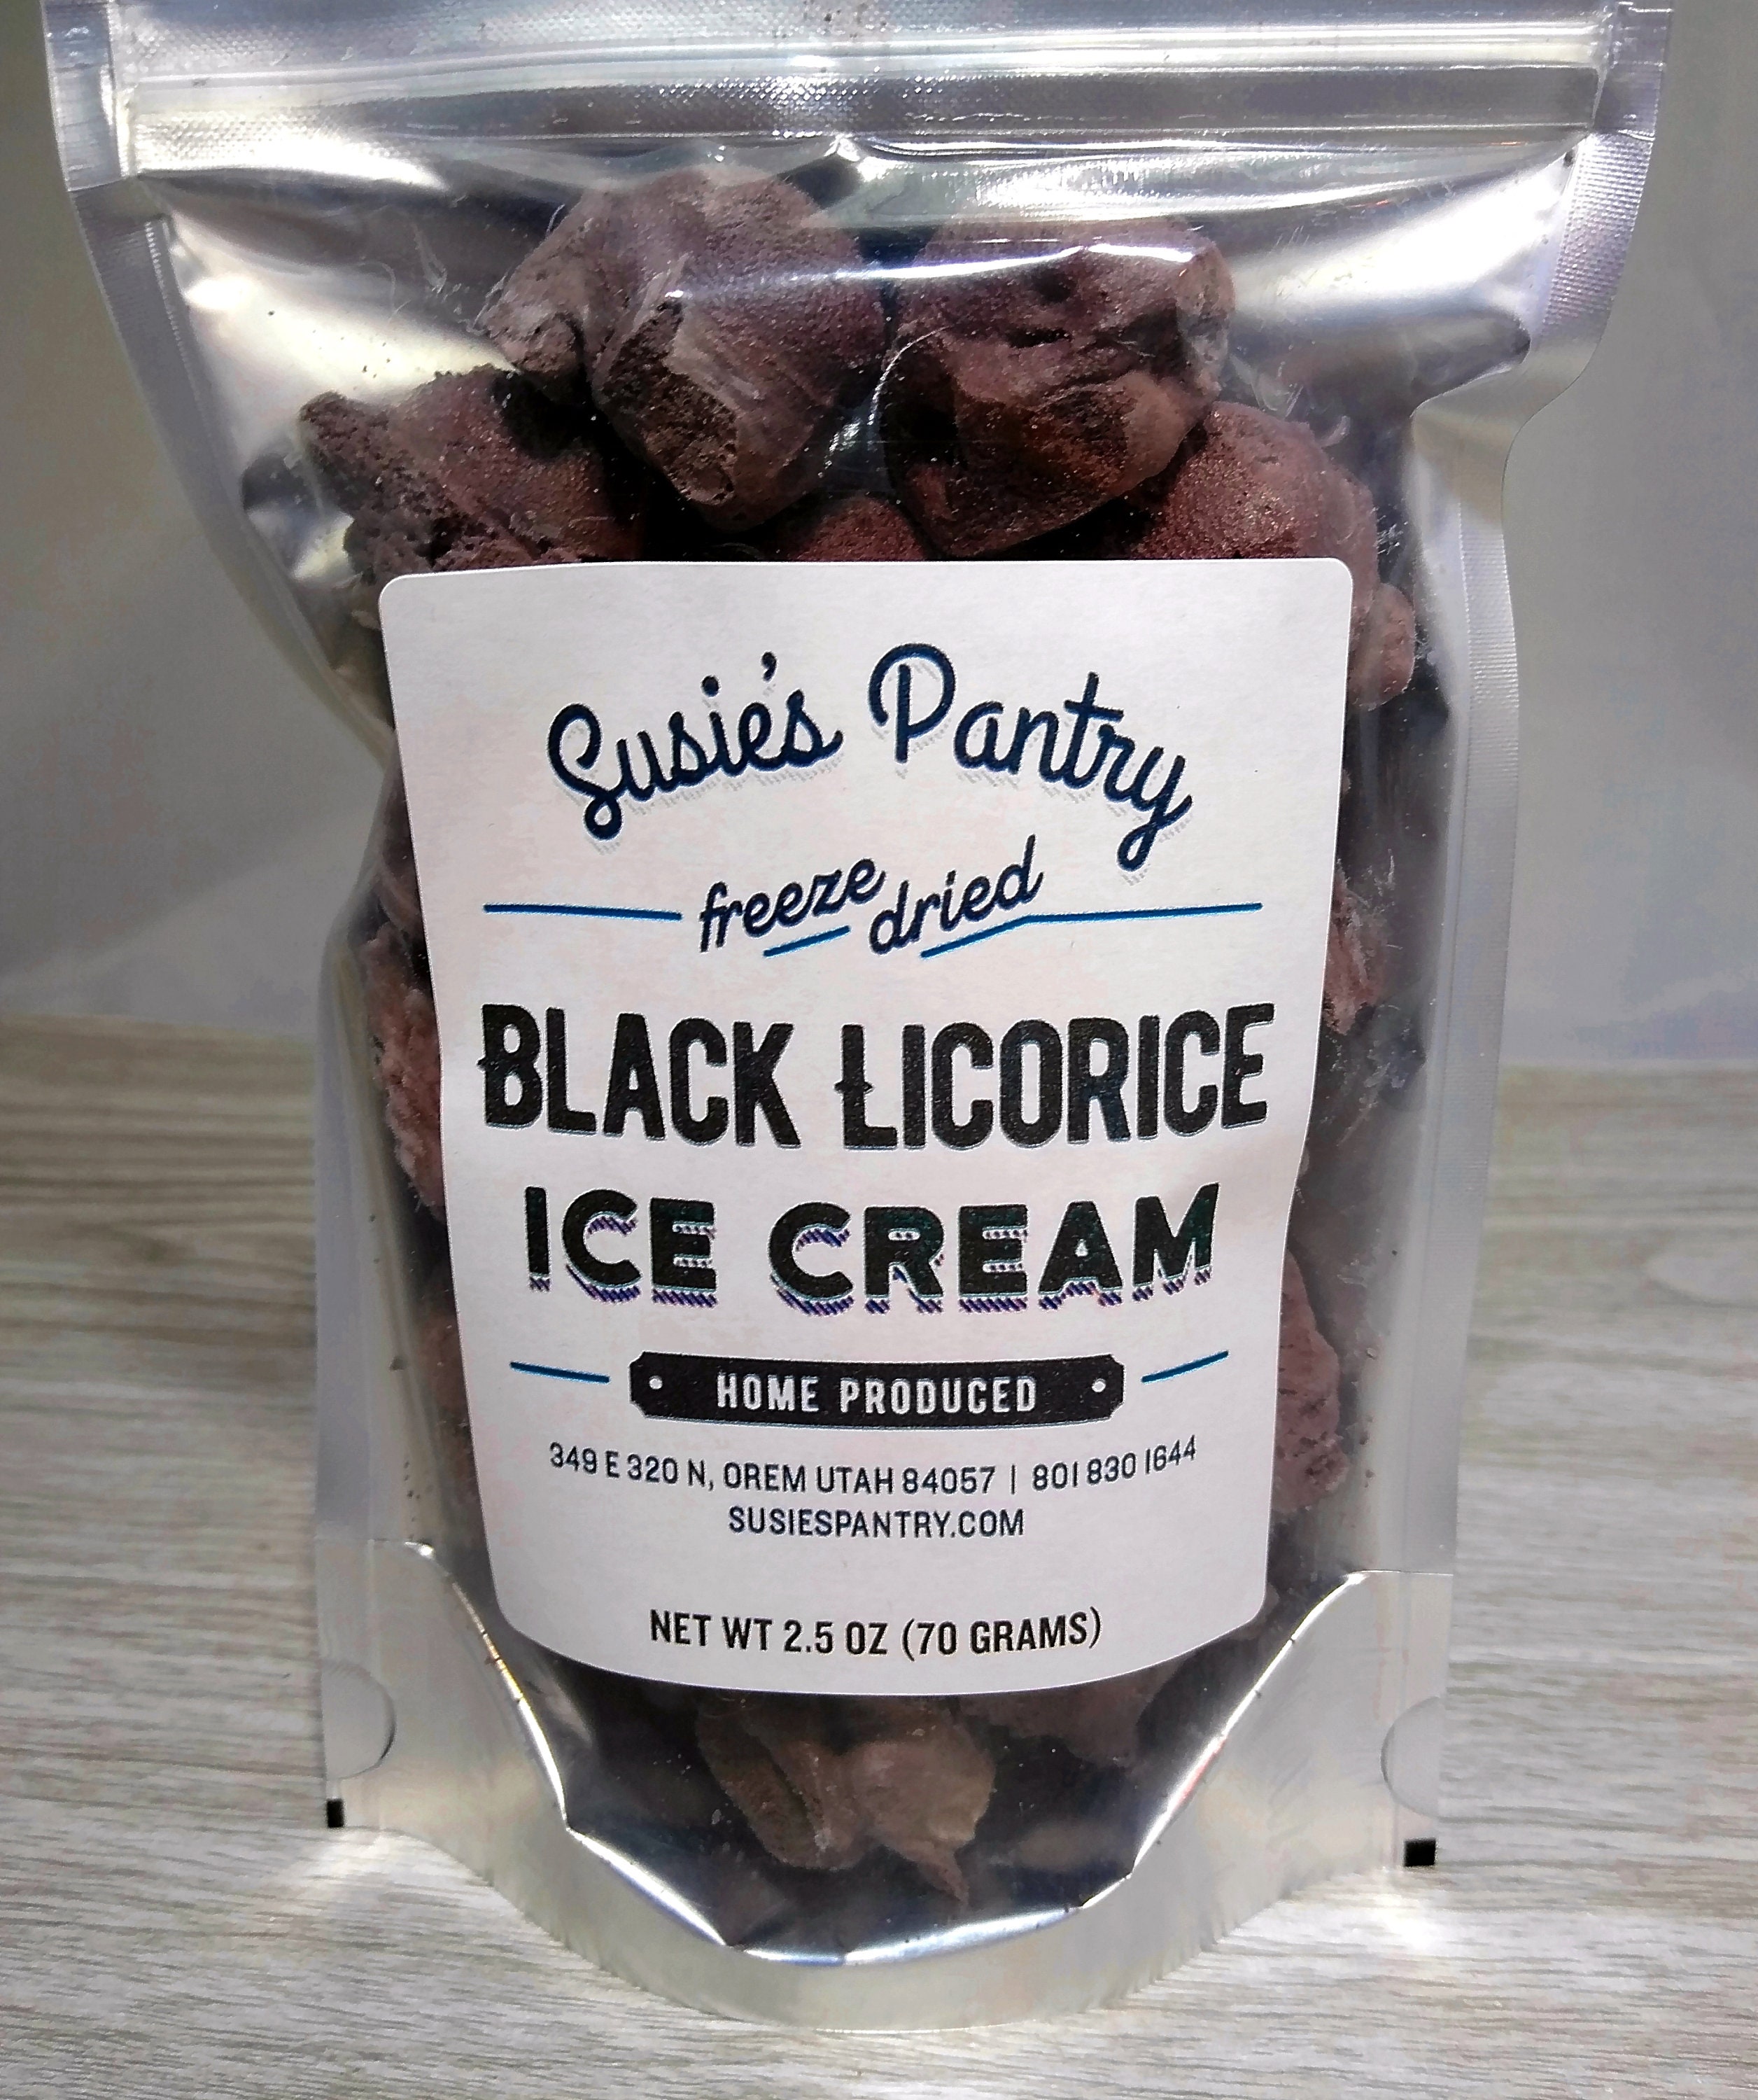 Susie's Pantry
freeze dried
BLACK LICORICE
ICE CREAM
HOME PRODUCED
349 E 320 N, OREM UTAH 84057 | 801 830 1644
SUSIESPANTRY.COM
NET WT 2.5 OZ (70 GRAMS)